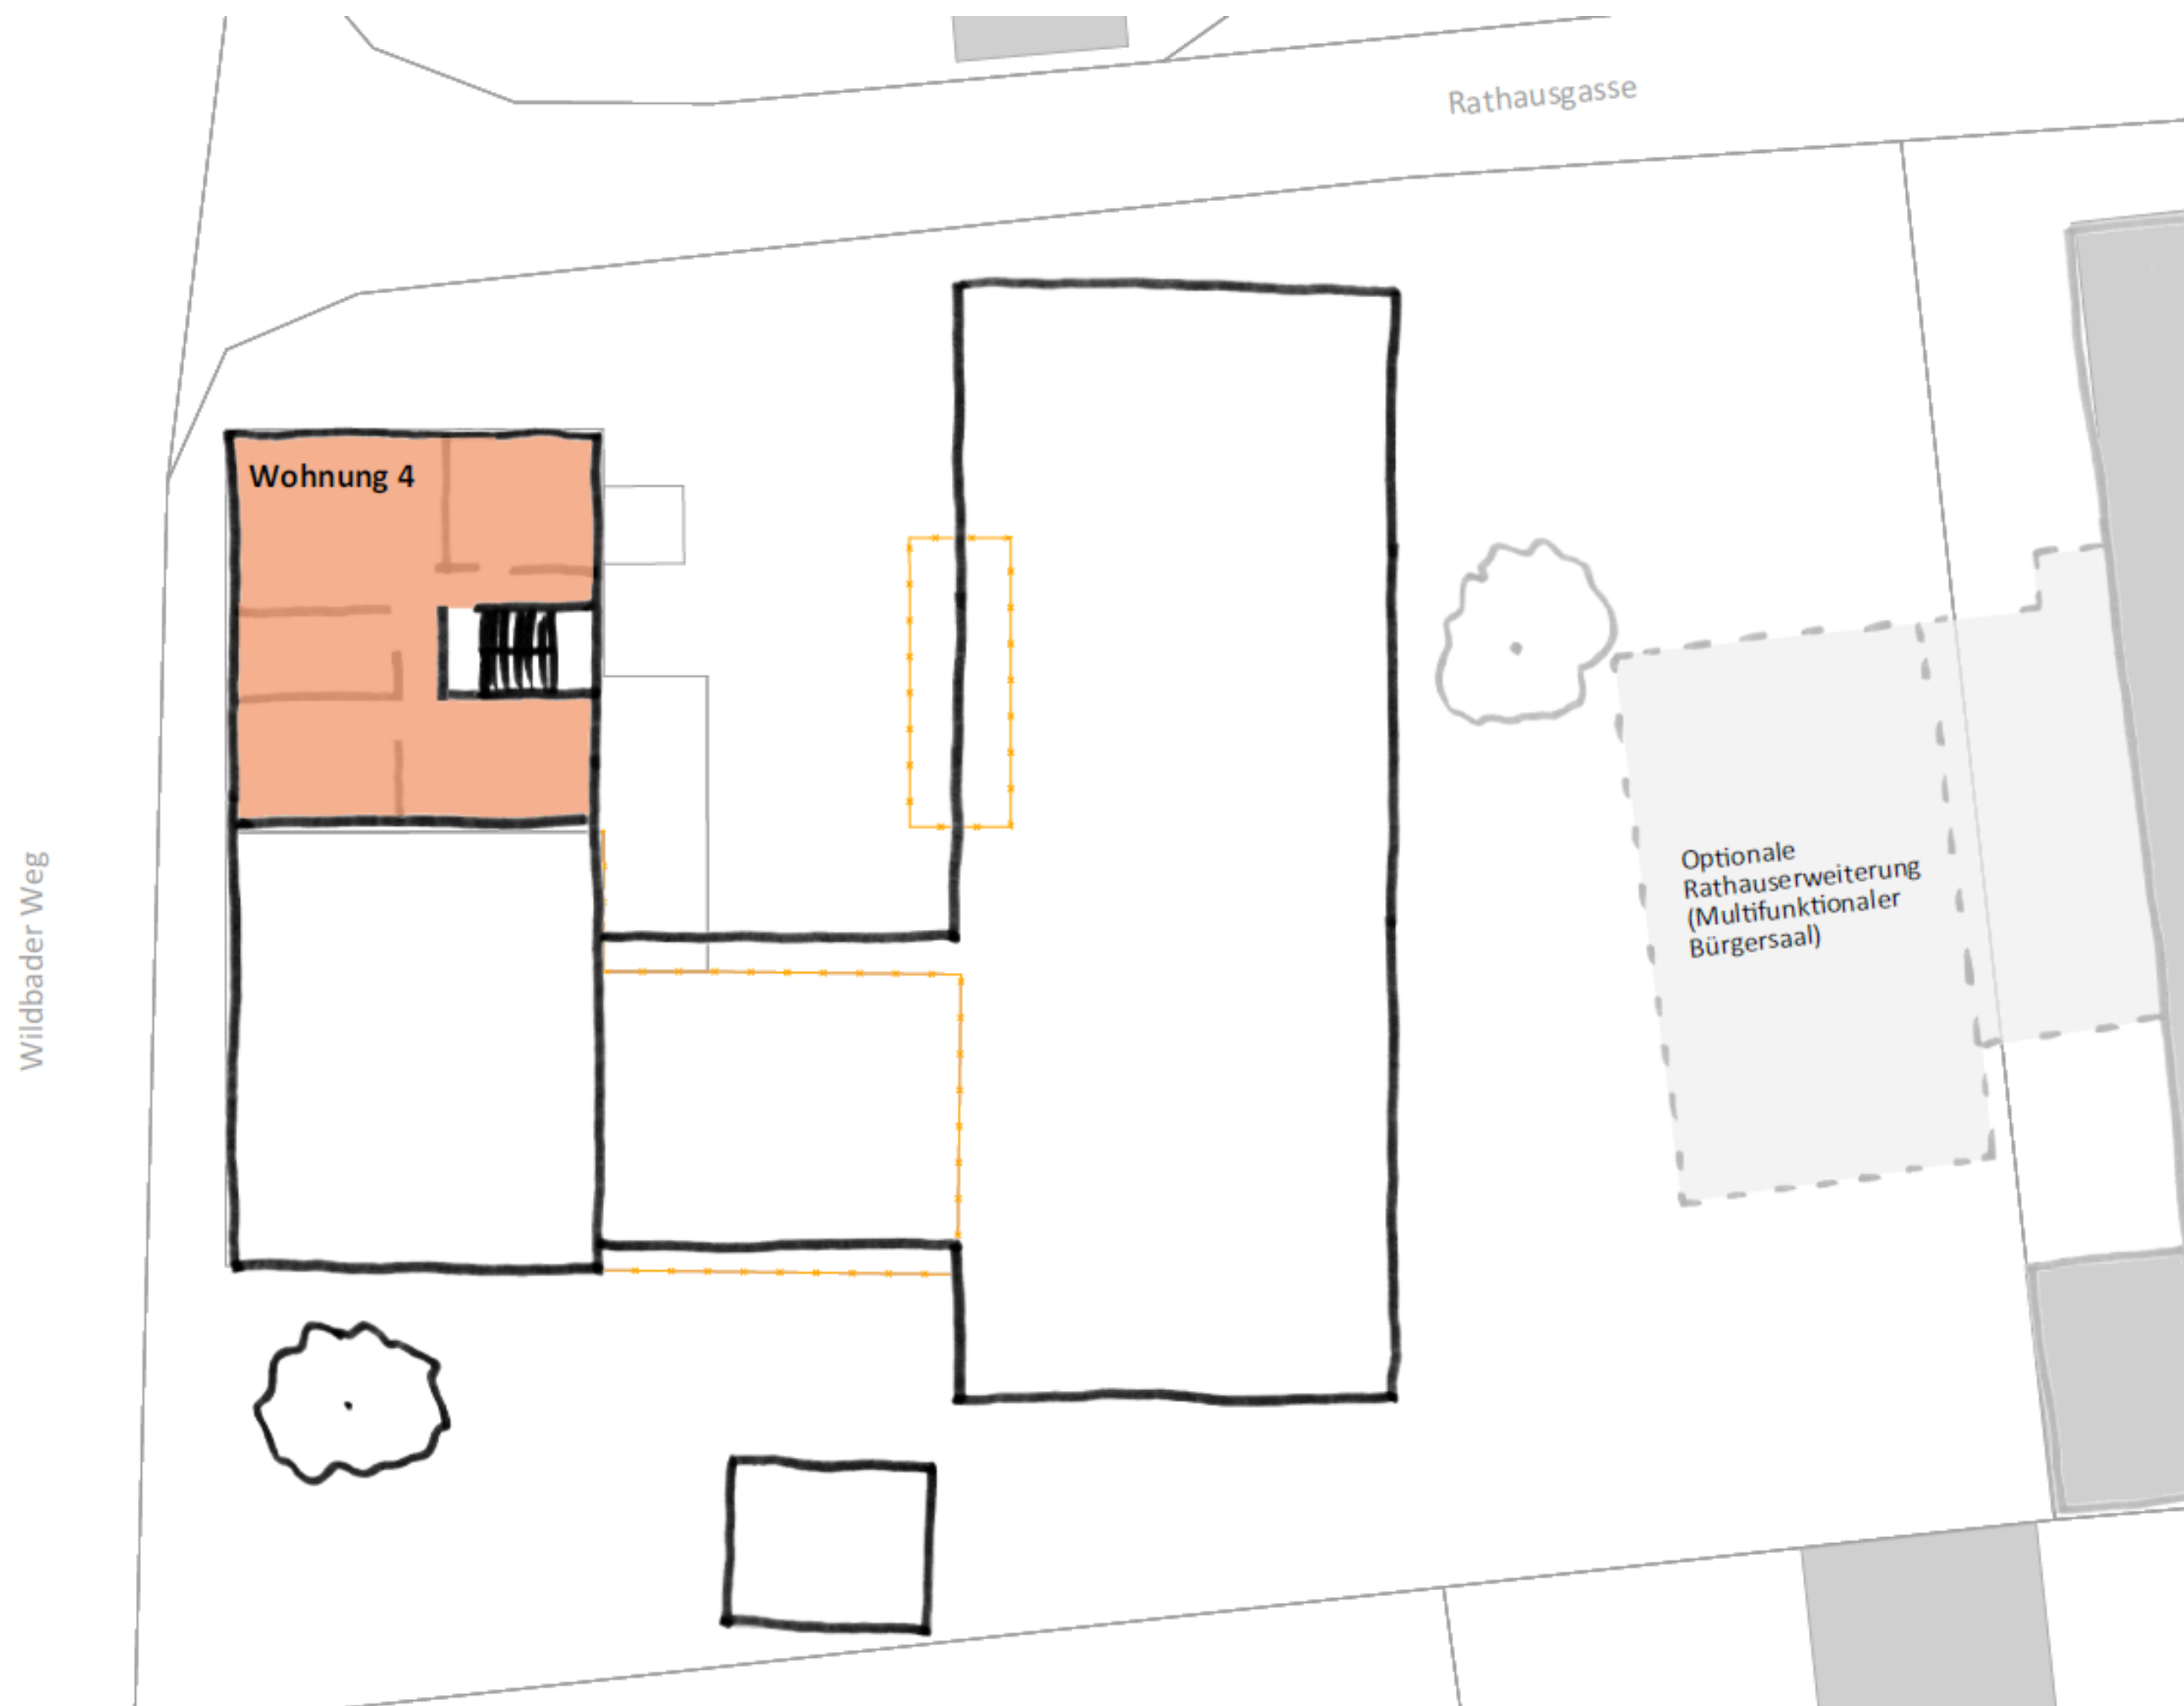 Rathausgasse
Wohnung 4
Wildbader Weg
Optionale
Rathauserweiterung
(Multifunktionaler
Bürgersaal)